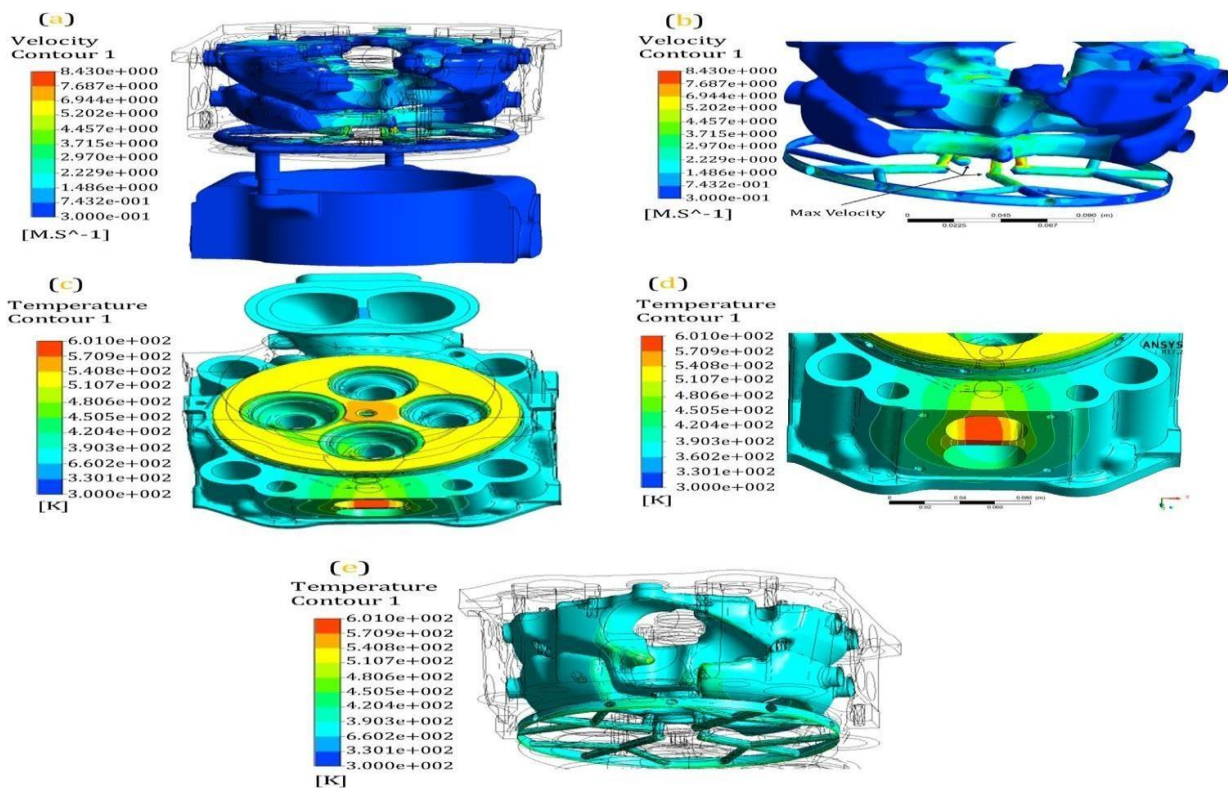 (a)
Velocity
Contour 1
8.430e+000
7.687e+000
6.944e+000
5.202e+000
4.457e+000
3.715e+000
2.970e+000
2.229e+000
1.486e+000
7.432e-001
3.000e-001
[M.S^-1]
(b)
Velocity
Contour 1
8.430e+000
7.687e+000
6.944e+000
5.202e+000
4.457e+000
3.715e+000
2.970e+000
2.229e+000
1.486e+000
7.432e-001
3.000e-001
[M.S^-1]
Max Velocity
0 0.045 0.090 (m)
0.0225 0.067
(c)
Temperature
Contour 1
6.010e+002
5.709e+002
5.408e+002
5.107e+002
4.806e+002
4.505e+002
4.204e+002
3.903e+002
6.602e+002
3.301e+002
3.000e+002
[K]
(d)
Temperature
Contour 1
6.010e+002
5.709e+002
5.408e+002
5.107e+002
4.806e+002
4.505e+002
4.204e+002
3.903e+002
3.602e+002
3.301e+002
3.000e+002
[K]
ANSYS
0 0.04 0.080 (m)
0.02 0.060
(e)
Temperature
Contour 1
6.010e+002
5.709e+002
5.408e+002
5.107e+002
4.806e+002
4.505e+002
4.204e+002
3.903e+002
6.602e+002
3.301e+002
3.000e+002
[K]